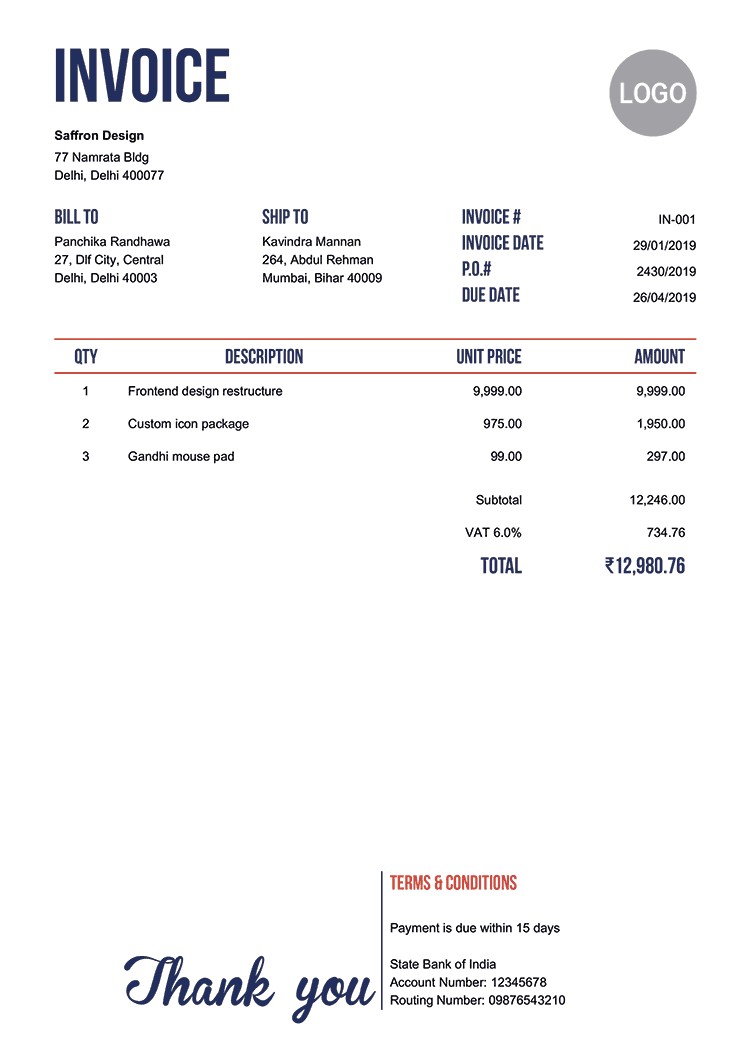 INVOICE
LOGO
Saffron Design
77 Namrata Bldg
Delhi, Delhi 400077
BILL TO
Panchika Randhawa
27, Dlf City, Central
Delhi, Delhi 40003
SHIP TO
Kavindra Mannan
264, Abdul Rehman
Mumbai, Bihar 40009
INVOICE # IN-001
INVOICE DATE 29/01/2019
P.O.# 2430/2019
DUE DATE 26/04/2019
QTY DESCRIPTION UNIT PRICE AMOUNT
1 Frontend design restructure 9,999.00 9,999.00
2 Custom icon package 975.00 1,950.00
3 Gandhi mouse pad 99.00 297.00
Subtotal 12,246.00
VAT 6.0% 734.76
TOTAL ₹12,980.76
Thank you
TERMS & CONDITIONS
Payment is due within 15 days
State Bank of India
Account Number: 12345678
Routing Number: 09876543210